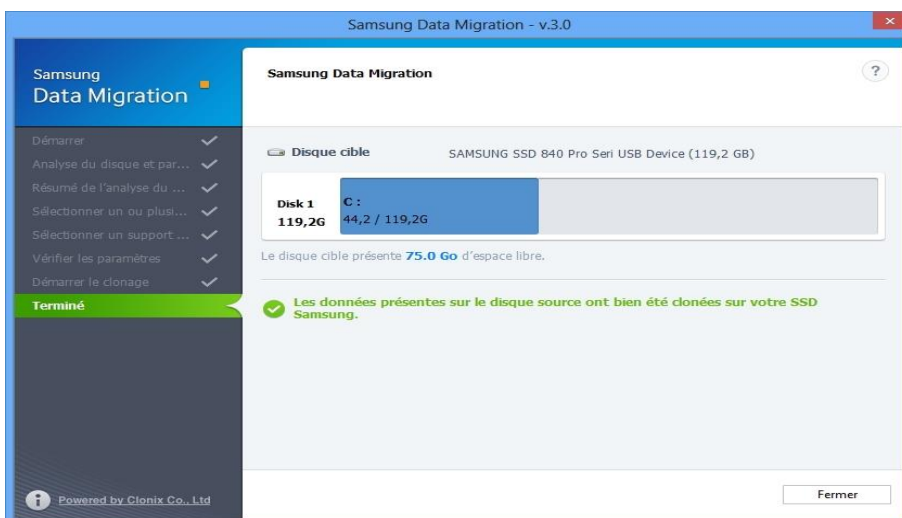 Samsung Data Migration - v.3.0
×
Samsung
Data Migration
Samsung Data Migration
?
Démarrer
Analyse du disque et par...
Résumé de l'analyse du ...
Sélectionner un ou plusi...
Sélectionner un support ...
Vérifier les paramètres
Démarrer le clonage
Terminé
Disque cible
SAMSUNG SSD 840 Pro Seri USB Device (119,2 GB)
Disk 1
119,2G
C :
44,2 / 119,2G
Le disque cible présente 75.0 Go d'espace libre.
Les données présentes sur le disque source ont bien été clonées sur votre SSD
Samsung.
i
Powered by Clonix Co., Ltd
Fermer